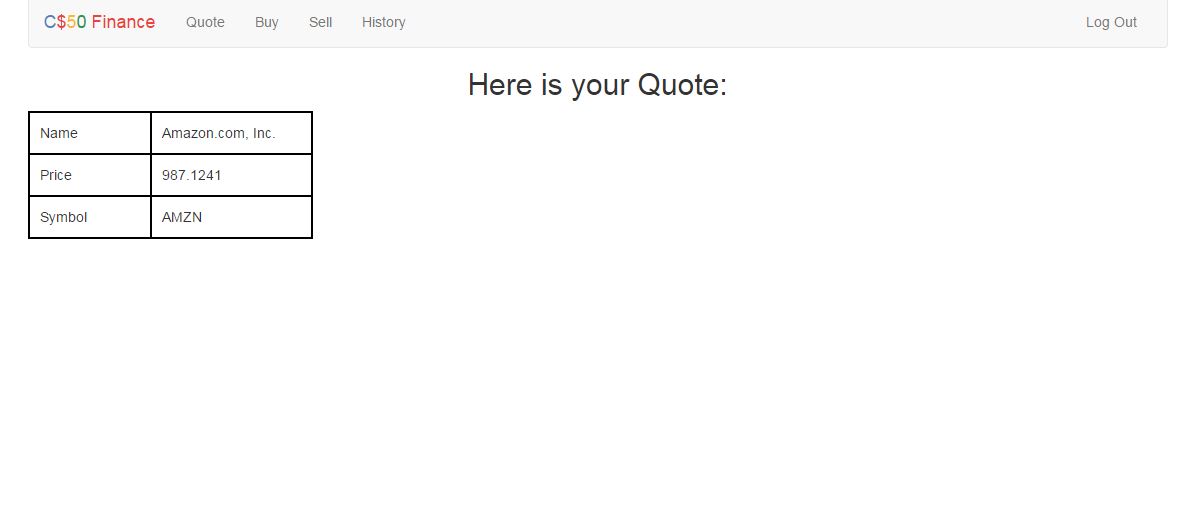 C$50 Finance Quote Buy Sell History Log Out
Here is your Quote:
Name Amazon.com, Inc.
Price 987.1241
Symbol AMZN